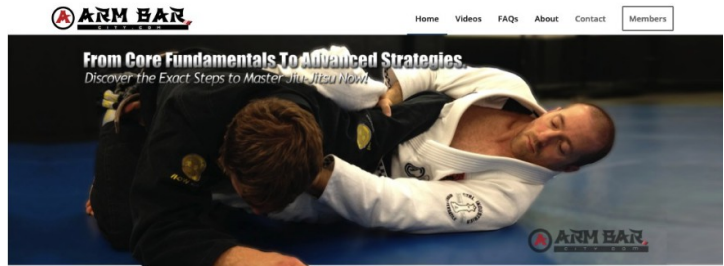 ARM BAR
CITY.COM
Home Videos FAQs About Contact Members
From Core Fundamentals To Advanced Strategies.
Discover the Exact Steps to Master Jiu-Jitsu Now!
ARM BAR
CITY.COM